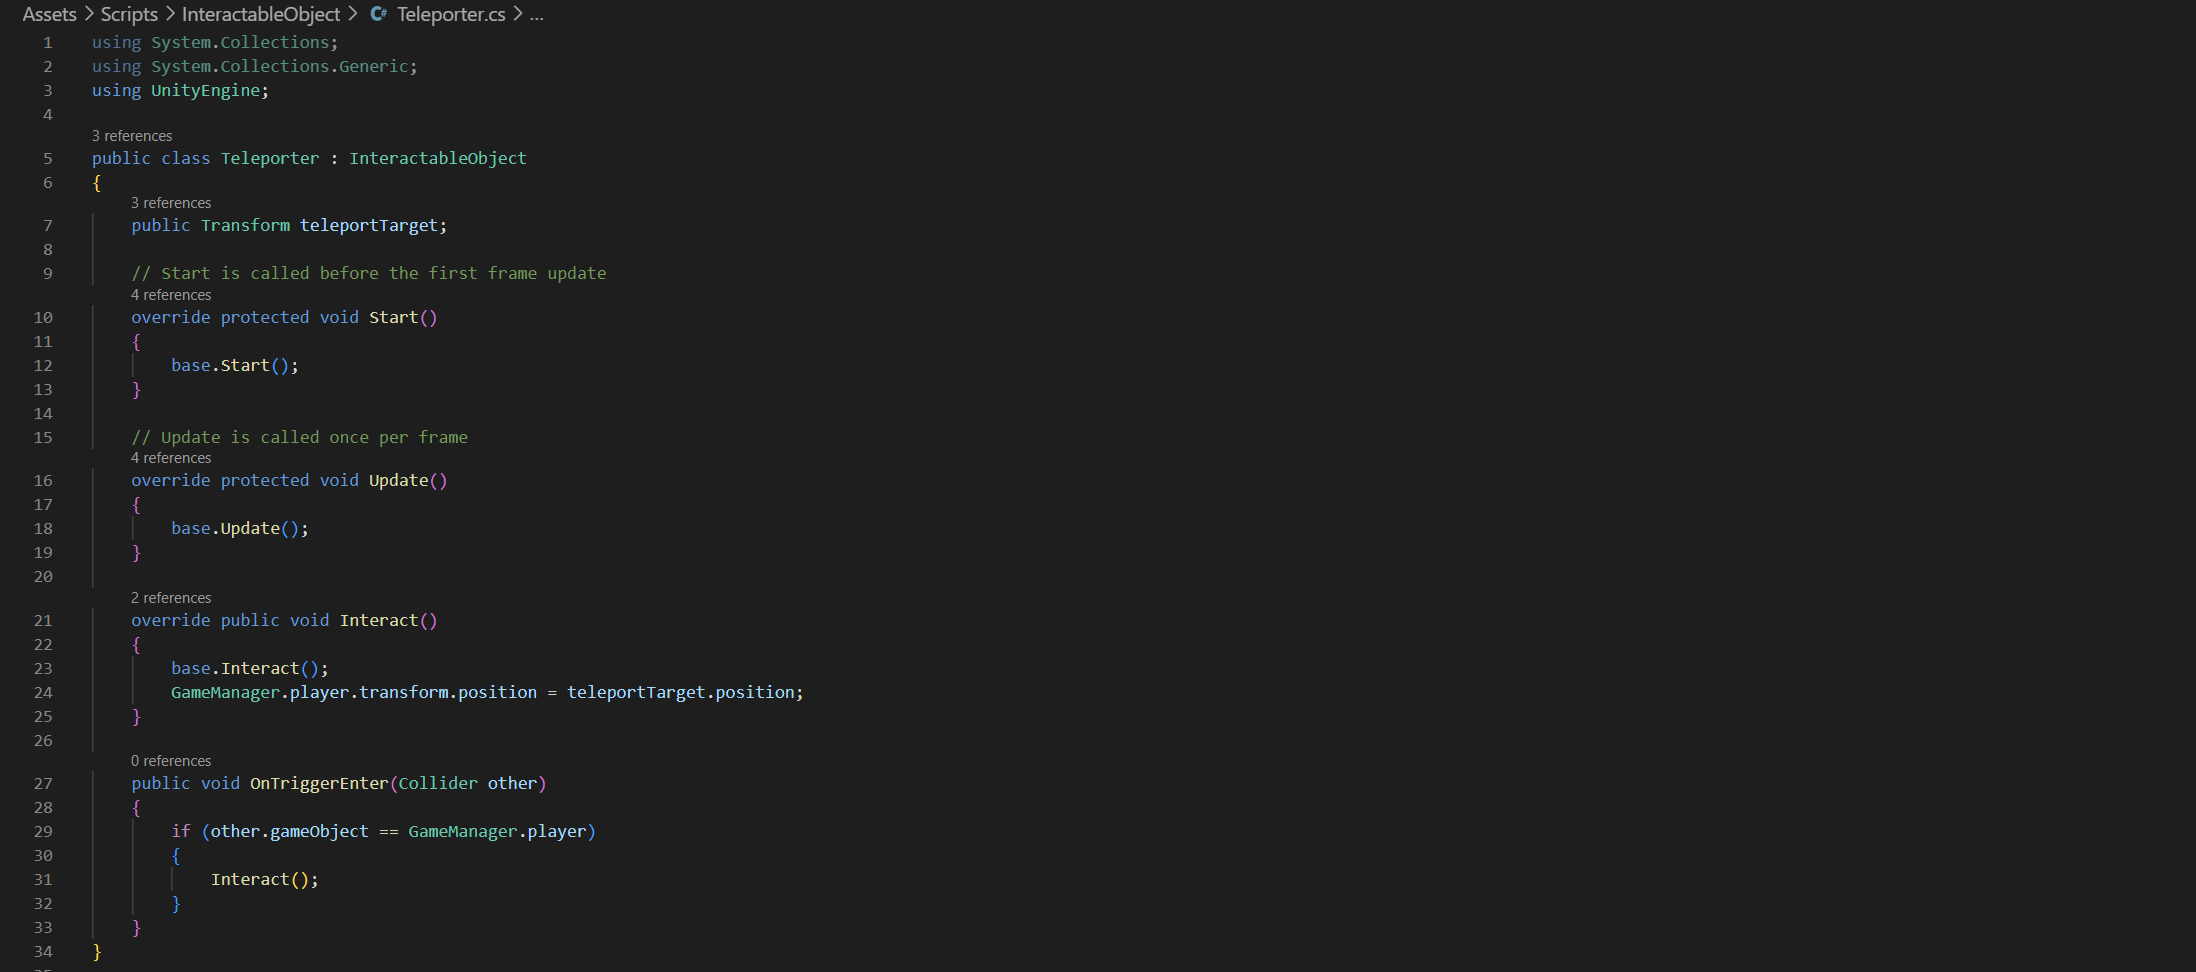 Assets > Scripts > InteractableObject > C# Teleporter.cs > ...
1 using System.Collections;
2 using System.Collections.Generic;
3 using UnityEngine;
4
3 references
5 public class Teleporter : InteractableObject
6 {
3 references
7 public Transform teleportTarget;
8
9 // Start is called before the first frame update
4 references
10 override protected void Start()
11 {
12 base.Start();
13 }
14
15 // Update is called once per frame
4 references
16 override protected void Update()
17 {
18 base.Update();
19 }
20
2 references
21 override public void Interact()
22 {
23 base.Interact();
24 GameManager.player.transform.position = teleportTarget.position;
25 }
26
0 references
27 public void OnTriggerEnter(Collider other)
28 {
29 if (other.gameObject == GameManager.player)
30 {
31 Interact();
32 }
33 }
34 }